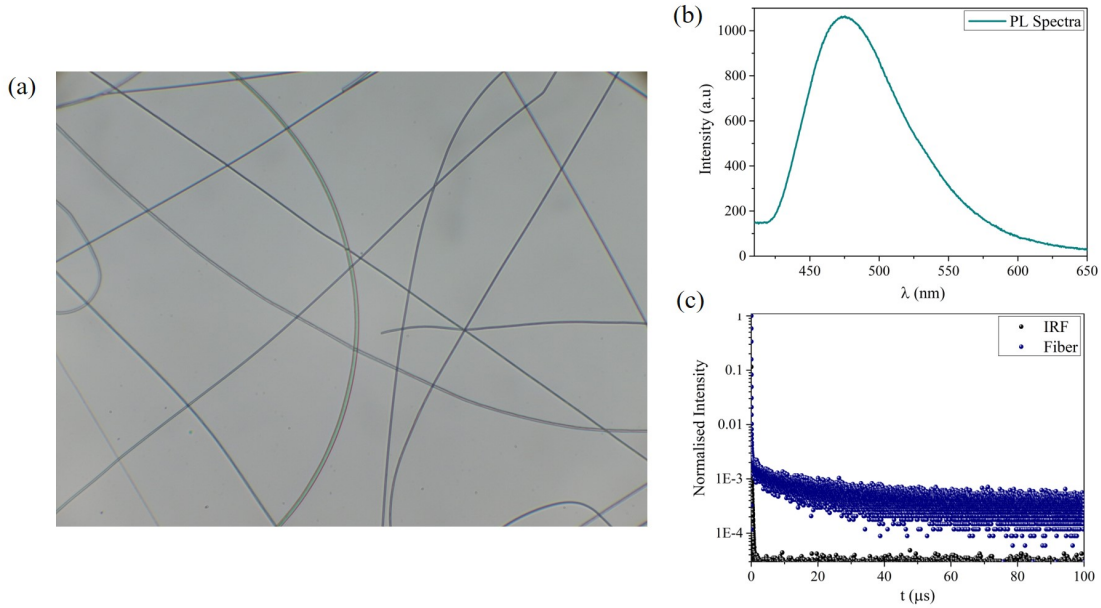 (a)
(b)
PL Spectra
1000
800
600
400
200
0
Intensity (a.u)
450 500 550 600 650
λ (nm)
(c)
IRF
Fiber
1
0.1
0.01
1E-3
1E-4
Normalised Intensity
0 20 40 60 80 100
t (μs)